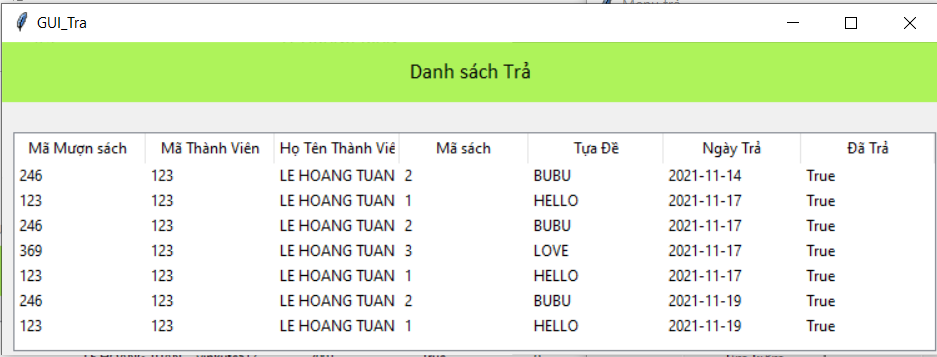 GUI_Tra
Danh sách Trả
Mã Mượn sách Mã Thành Viên Họ Tên Thành Viê Mã sách Tựa Đề Ngày Trả Đã Trả
246 123 LE HOANG TUAN 2 BUBU 2021-11-14 True
123 123 LE HOANG TUAN 1 HELLO 2021-11-17 True
246 123 LE HOANG TUAN 2 BUBU 2021-11-17 True
369 123 LE HOANG TUAN 3 LOVE 2021-11-17 True
123 123 LE HOANG TUAN 1 HELLO 2021-11-17 True
246 123 LE HOANG TUAN 2 BUBU 2021-11-19 True
123 123 LE HOANG TUAN 1 HELLO 2021-11-19 True